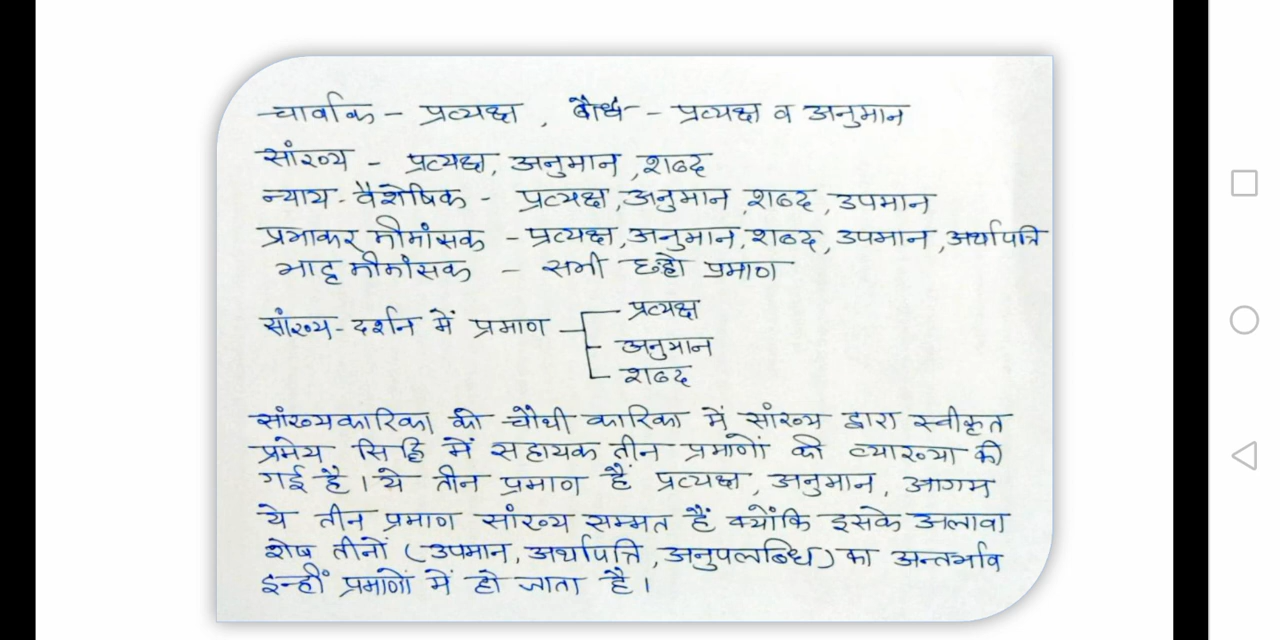 चार्वाक - प्रत्यक्ष , बौद्ध - प्रत्यक्ष व अनुमान
सांख्य - प्रत्यक्ष, अनुमान ,शब्द
न्याय - वैशेषिक - प्रत्यक्ष ,अनुमान ,शब्द ,उपमान
प्रभाकर मीमांसक - प्रत्यक्ष ,अनुमान, शब्द, उपमान ,अर्थापत्ति
भाट्ट मीमांसक - सभी छहो प्रमाण
सांख्य - दर्शन में प्रमाण
प्रत्यक्ष
अनुमान
शब्द
सांख्यकारिका की चौथी कारिका में सांख्य द्वारा स्वीकृत
प्रमेय सिद्धि में सहायक तीन प्रमाणों की व्याख्या की
गई है । ये तीन प्रमाण हैं प्रत्यक्ष , अनुमान, आगम
ये तीन प्रमाण सांख्य सम्मत हैं क्योंकि इसके अलावा
शेष तीनों (उपमान, अर्थापत्ति ,अनुपलब्धि) का अन्तर्भाव
इन्हीं प्रमाणों में हो जाता है ।